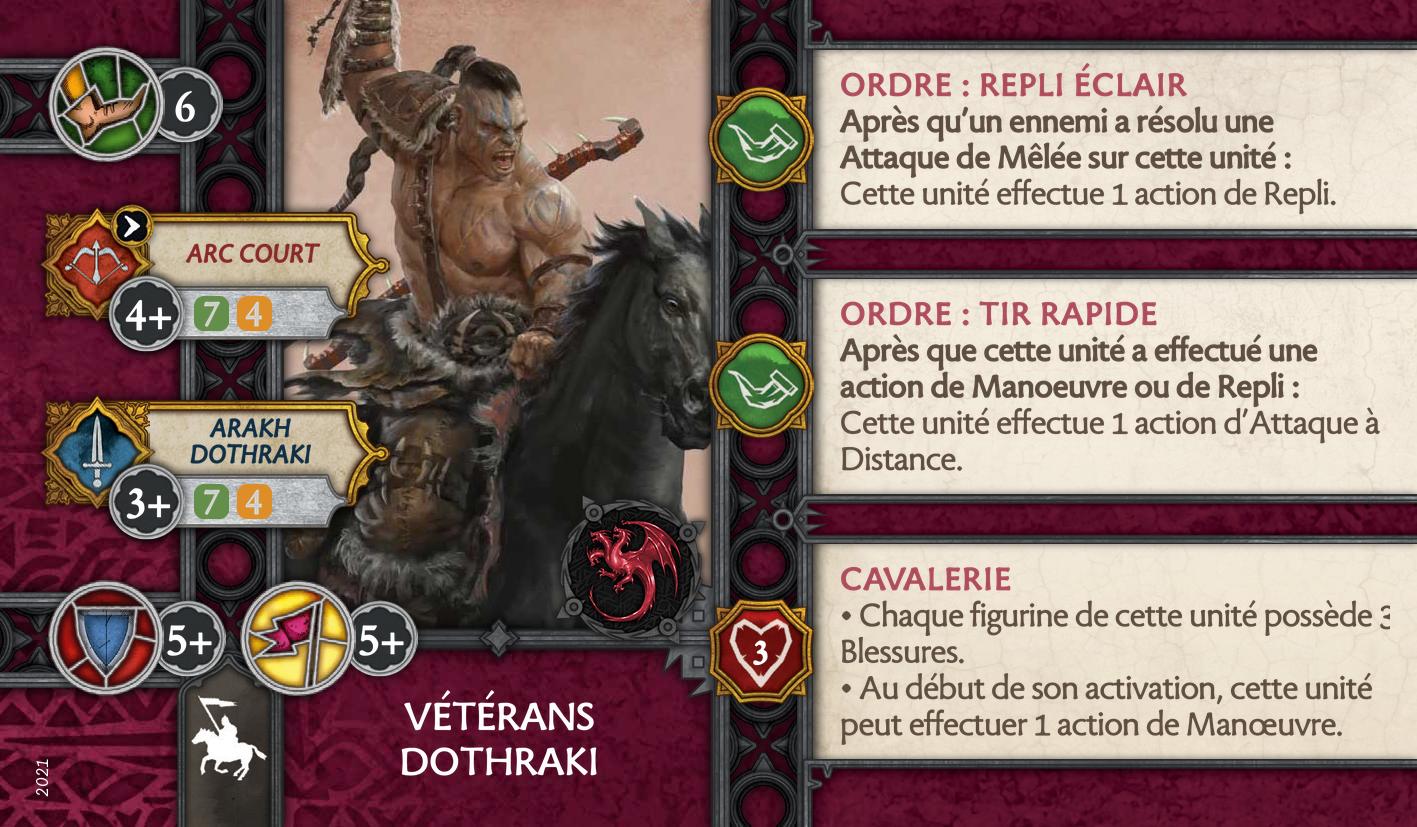 6
ARC COURT
4+ 7 4
ARAKH
DOTHRAKI
3+ 7 4
5+ 5+
VÉTÉRANS
DOTHRAKI
2021
ORDRE : REPLI ÉCLAIR
Après qu'un ennemi a résolu une
Attaque de Mêlée sur cette unité :
Cette unité effectue 1 action de Repli.
ORDRE : TIR RAPIDE
Après que cette unité a effectué une
action de Manoeuvre ou de Repli :
Cette unité effectue 1 action d'Attaque à
Distance.
3
CAVALERIE
• Chaque figurine de cette unité possède 3
Blessures.
• Au début de son activation, cette unité
peut effectuer 1 action de Manœuvre.